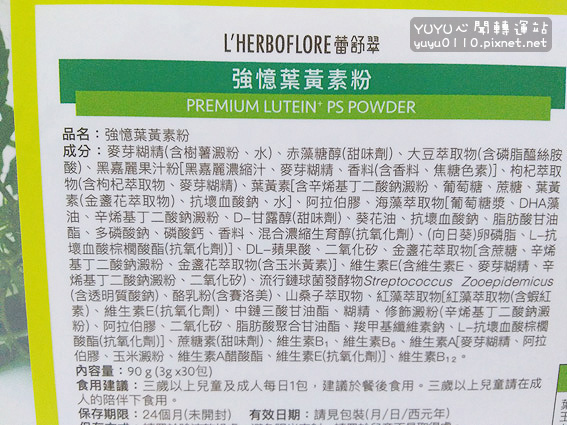 YUYU心聞轉運站
yuyu0110.pixnet.net
L'HERBOFLORE 蕾舒翠
強憶葉黃素粉
PREMIUM LUTEIN⁺ PS POWDER
品名：強憶葉黃素粉
成分：麥芽糊精(含樹薯澱粉、水)、赤藻糖醇(甜味劑)、大豆萃取物(含磷脂醯絲胺
酸)、黑嘉麗果汁粉[黑嘉麗濃縮汁、麥芽糊精、香料(含香料、焦糖色素)]、枸杞萃取
物(含枸杞萃取物、麥芽糊精)、葉黃素[含辛烯基丁二酸鈉澱粉、葡萄糖、蔗糖、葉黃
素(金盞花萃取物)、抗壞血酸鈉、水]、阿拉伯膠、海藻萃取物[葡萄糖漿、DHA藻
油、辛烯基丁二酸鈉澱粉、D-甘露醇(甜味劑)、葵花油、抗壞血酸鈉、脂肪酸甘油
酯、多磷酸鈉、磷酸鈣、香料、混合濃縮生育醇(抗氧化劑)、(向日葵)卵磷脂、L-抗
壞血酸棕櫚酸酯(抗氧化劑)]、DL-蘋果酸、二氧化矽、金盞花萃取物[含蔗糖、辛烯
基丁二酸鈉澱粉、金盞花萃取物(含玉米黃素)]、維生素E(含維生素E、麥芽糊精、辛
烯基丁二酸鈉澱粉、二氧化矽)、流行鏈球菌發酵物Streptococcus Zooepidemicus
(含透明質酸鈉)、酪乳粉(含賽洛美)、山桑子萃取物、紅藻萃取物[紅藻萃取物(含蝦紅
素)、維生素E(抗氧化劑)、中鏈三酸甘油酯、糊精、修飾澱粉(辛烯基丁二酸鈉澱
粉)、阿拉伯膠、二氧化矽、脂肪酸聚合甘油酯、羧甲基纖維素鈉、L-抗壞血酸棕櫚
酸酯(抗氧化劑)]、蔗糖素(甜味劑)、維生素B₁、維生素B₆、維生素A[麥芽糊精、阿拉
伯膠、玉米澱粉、維生素A醋酸酯、維生素E(抗氧化劑)]、維生素B₁₂。
內容量：90 g (3g x30包)
食用建議：三歲以上兒童及成人每日1包，建議於餐後食用。三歲以上兒童請在成
人的陪伴下食用。
保存期限：24個月(未開封)　有效日期：請見包裝(月/日/西元年)